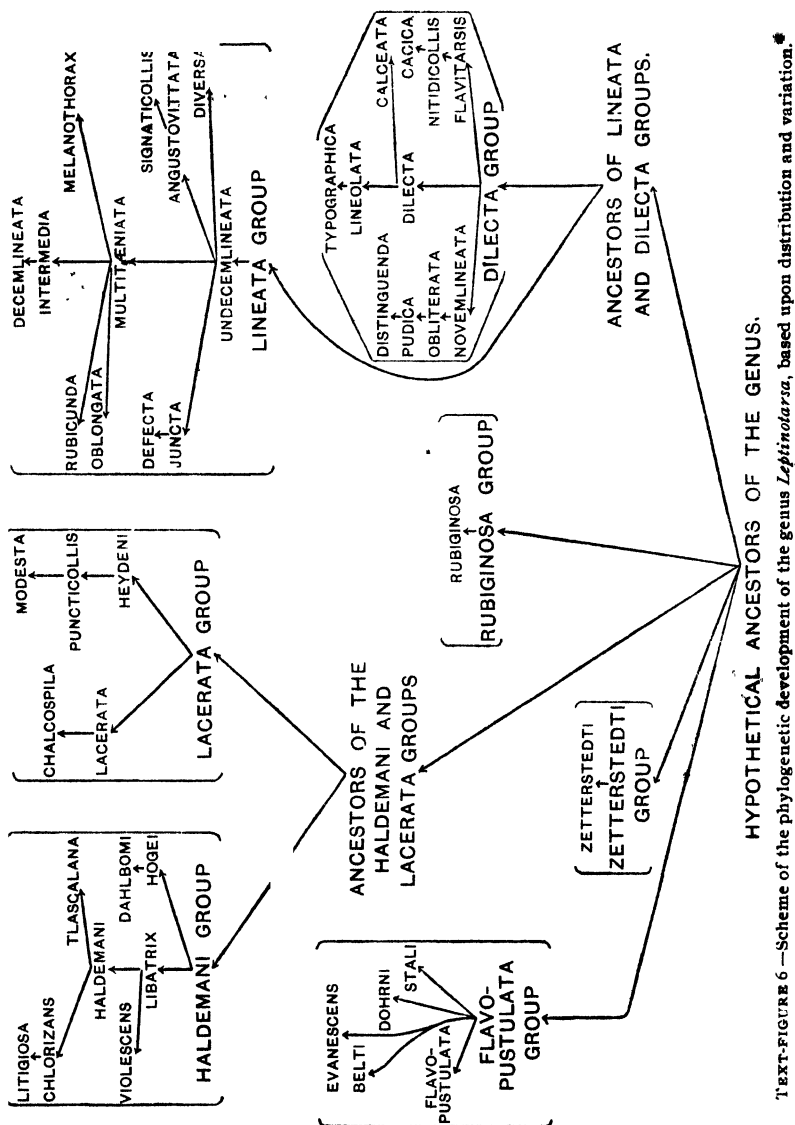 LITIGIOSA
CHLORIZANS
TLASCALANA
HALDEMANI
VIOLESCENS
LIBATRIX
DAHLBOMI
HOGEI
HALDEMANI GROUP
CHALCOSPILA
LACERATA
MODESTA
PUNCTICOLLIS
HEYDENI
LACERATA GROUP
DECEMLINEATA
INTERMEDIA
MELANOTHORAX
RUBICUNDA
OBLONGATA
MULTITÆNIATA
SIGNATICOLLIS
ANGUSTOVITTATA
DIVERSA
DEFECTA
JUNCTA
UNDECEMLINEATA
LINEATA GROUP
EVANESCENS
BELTI
DOHRNI
STALI
FLAVO-
PUSTULATA
FLAVO-
PUSTULATA
GROUP
ANCESTORS OF THE
HALDEMANI AND
LACERATA GROUPS
TYPOGRAPHICA
LINEOLATA
DISTINGUENDA
PUDICA
OBLITERATA
NOVEMLINEATA
DILECTA
CALCEATA
CACICA
NITIDICOLLIS
FLAVITARSIS
DILECTA GROUP
RUBIGINOSA
RUBIGINOSA GROUP
ZETTERSTEDTI
ZETTERSTEDTI
GROUP
ANCESTORS OF LINEATA
AND DILECTA GROUPS.
HYPOTHETICAL ANCESTORS OF THE GENUS.
TEXT-FIGURE 6 —Scheme of the phylogenetic development of the genus Leptinotarsa, based upon distribution and variation.*